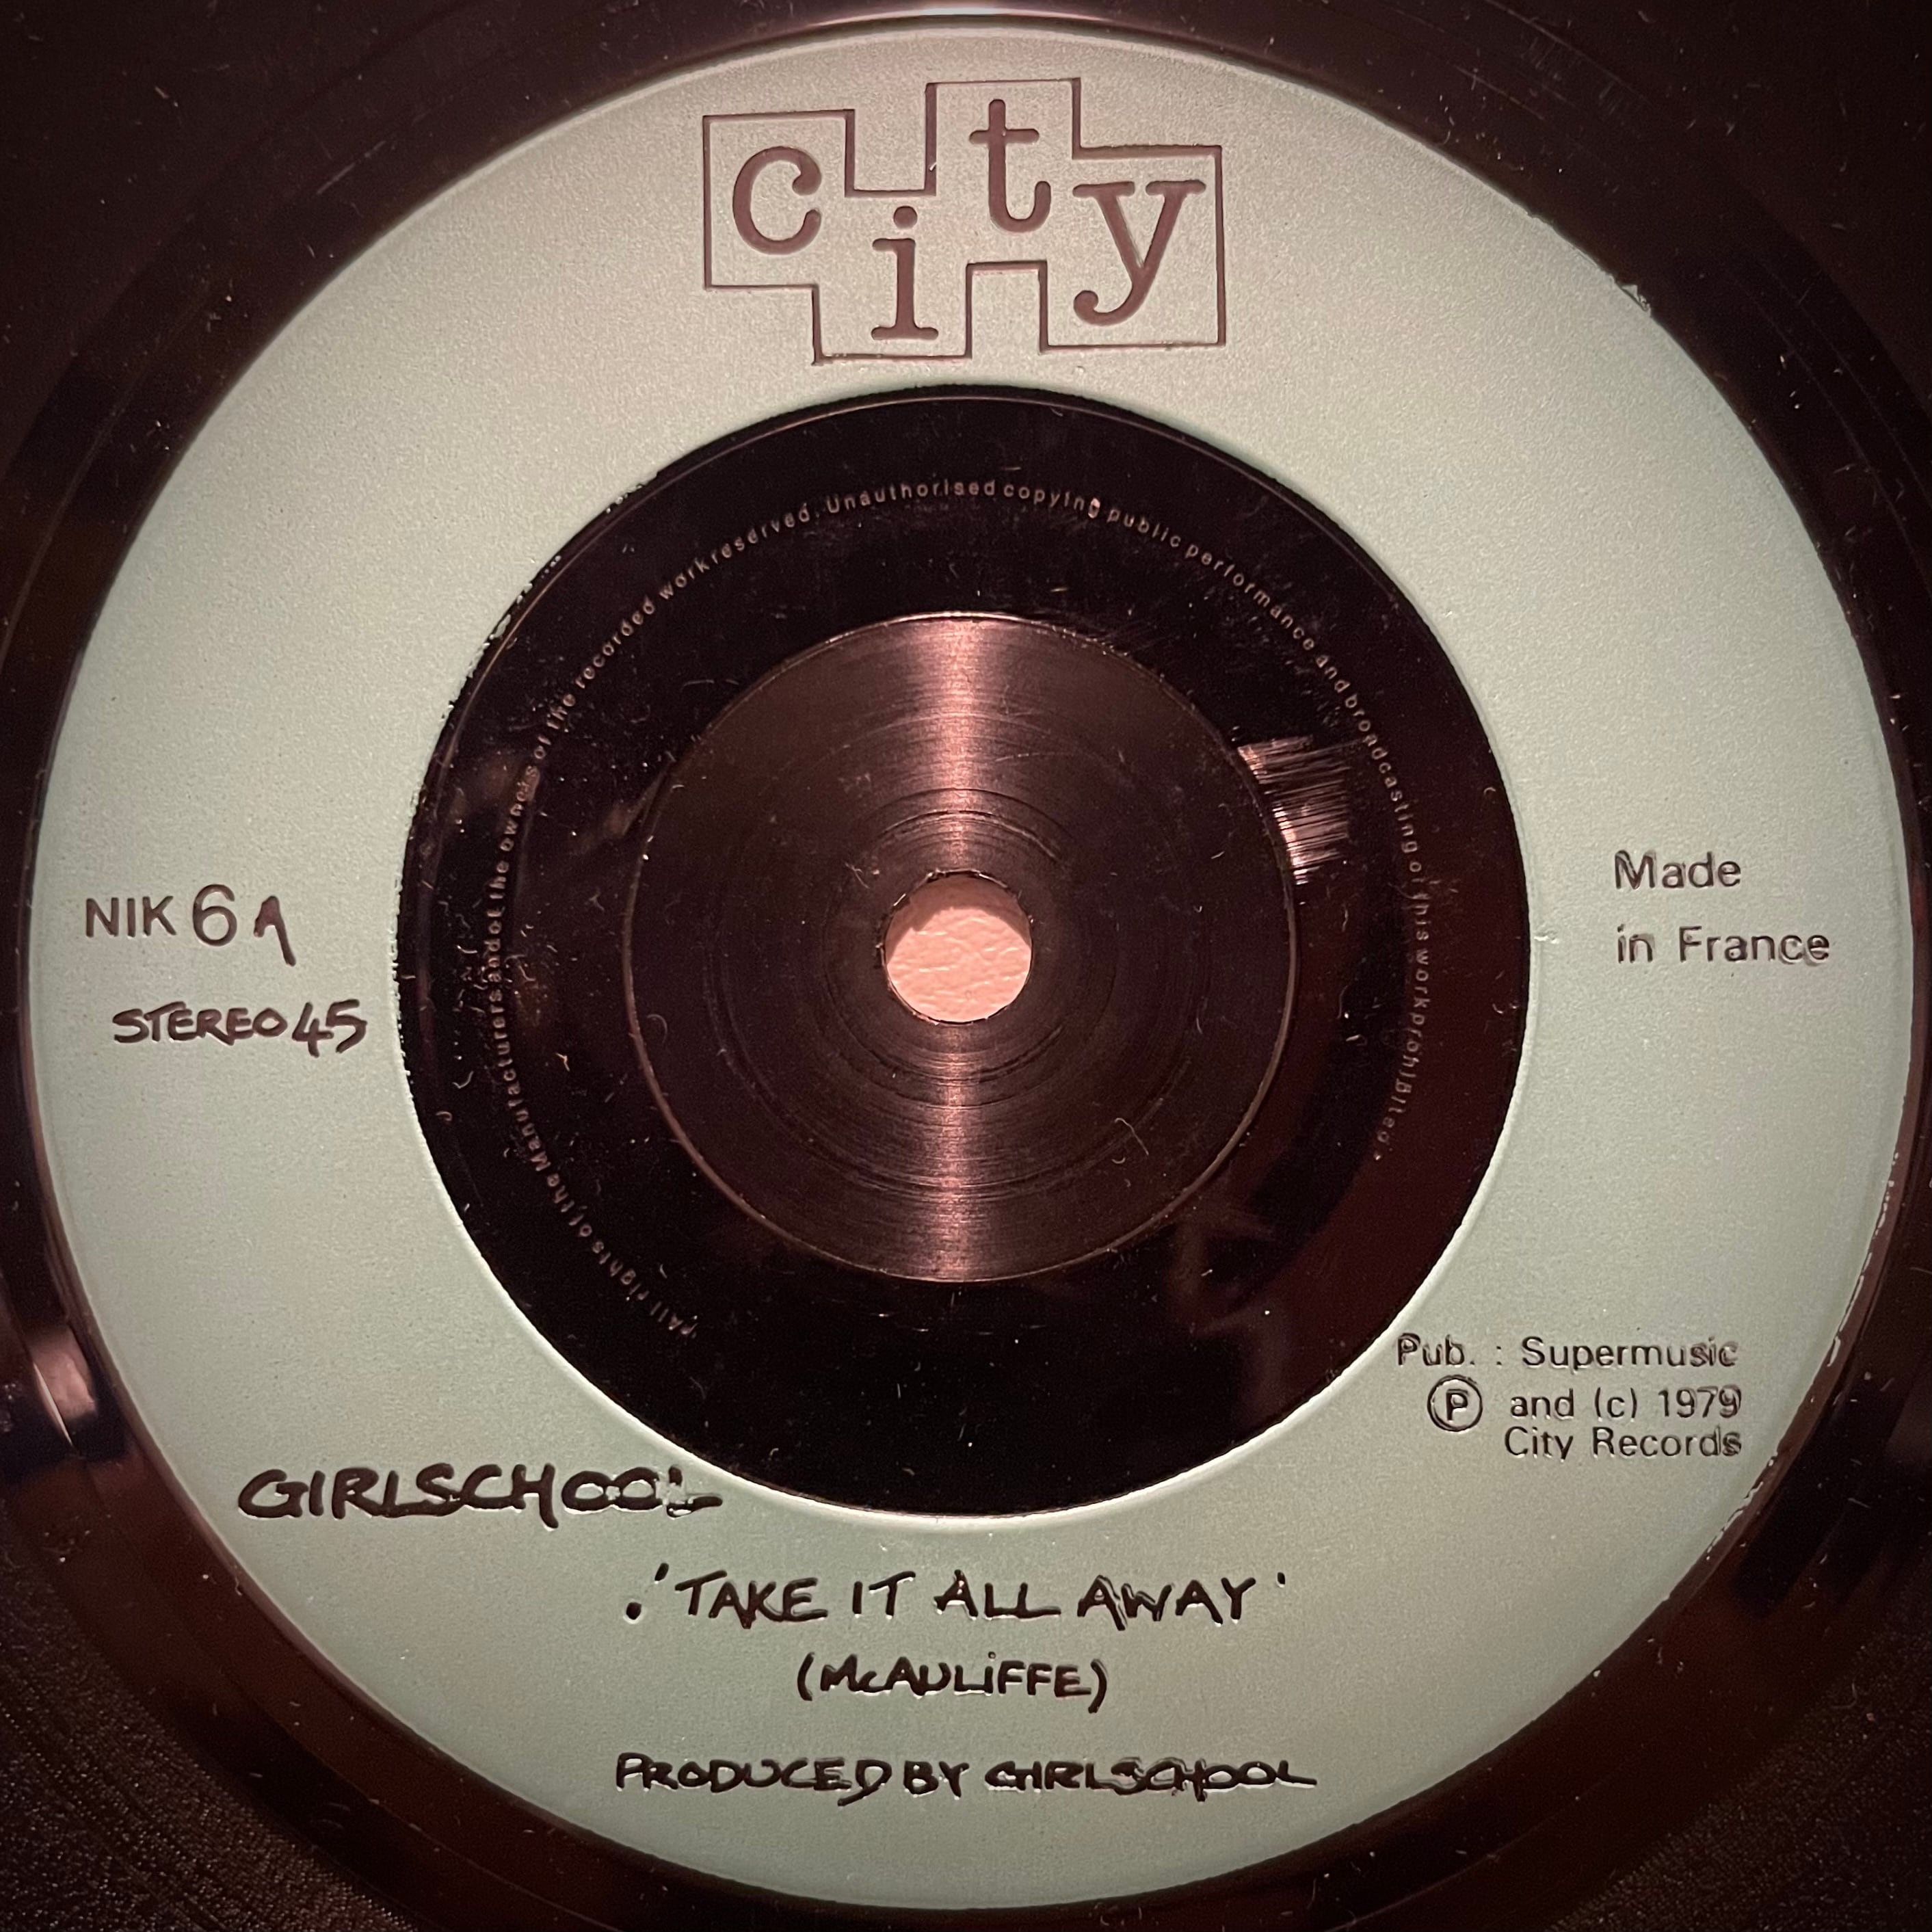 city
"All rights of the Manufacturers and of the owners of the recorded work reserved. Unauthorised copying public performance and broadcasting of this work prohibited.
NIK 6 A
STEREO 45
Made
in France
Pub. : Supermusic
Ⓟ and (c) 1979
City Records
GIRLSCHOOL
.'TAKE IT ALL AWAY'
(McAULiFFE)
PRODUCED BY GIRLSCHOOL